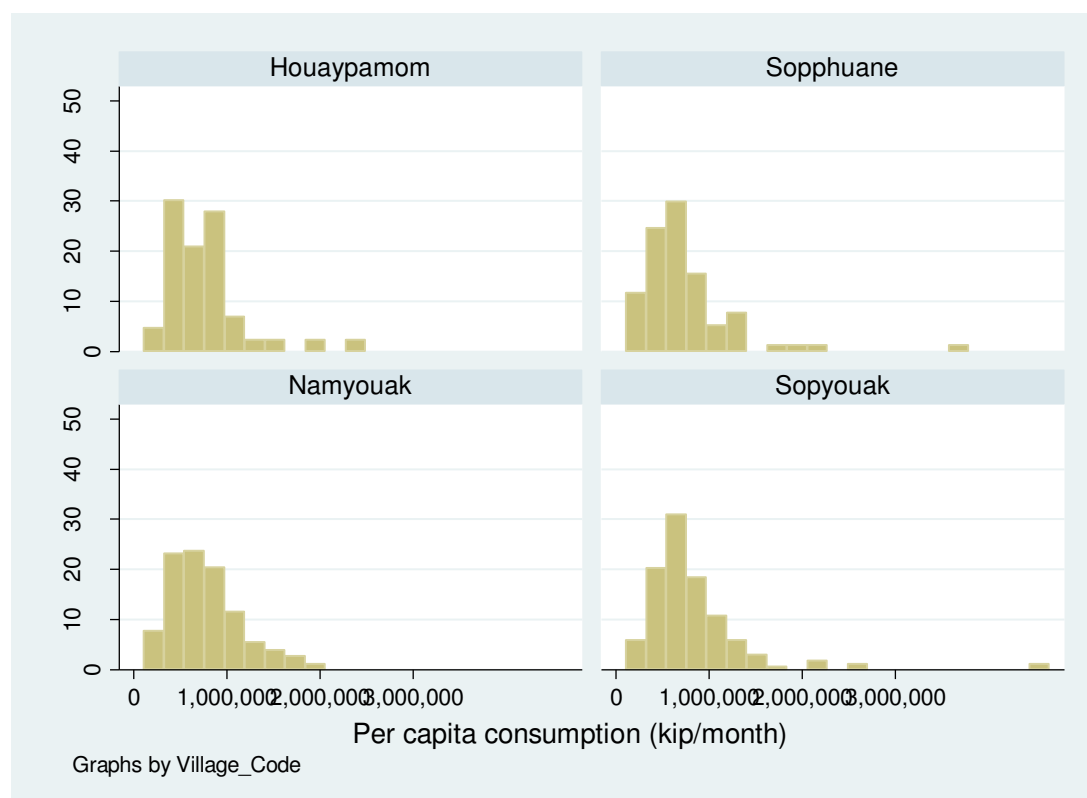 Houaypamom Sopphuane
50
40
30
20
10
0
Namyouak Sopyouak
50
40
30
20
10
0
0 1,000,000 2,000,000 3,000,000 0 1,000,000 2,000,000 3,000,000
Per capita consumption (kip/month)
Graphs by Village_Code